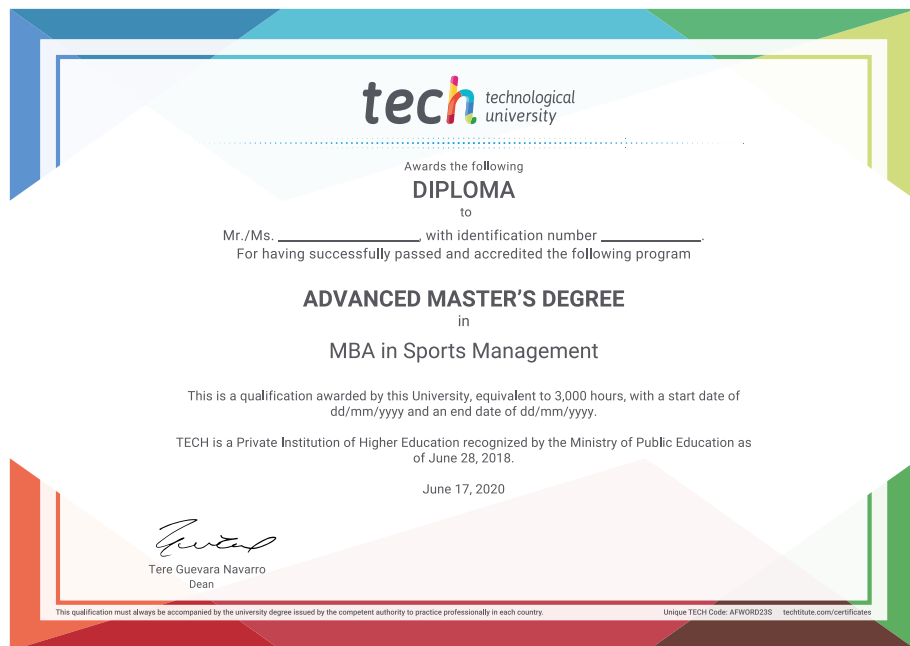 tech technological
university
Awards the following
DIPLOMA
to
Mr./Ms. ____________________, with identification number ______________.
For having successfully passed and accredited the following program
ADVANCED MASTER'S DEGREE
in
MBA in Sports Management
This is a qualification awarded by this University, equivalent to 3,000 hours, with a start date of
dd/mm/yyyy and an end date of dd/mm/yyyy.
TECH is a Private Institution of Higher Education recognized by the Ministry of Public Education as
of June 28, 2018.
June 17, 2020
Tere Guevara Navarro
Dean
This qualification must always be accompanied by the university degree issued by the competent authority to practice professionally in each country. Unique TECH Code: AFWORD23S techtitute.com/certificates